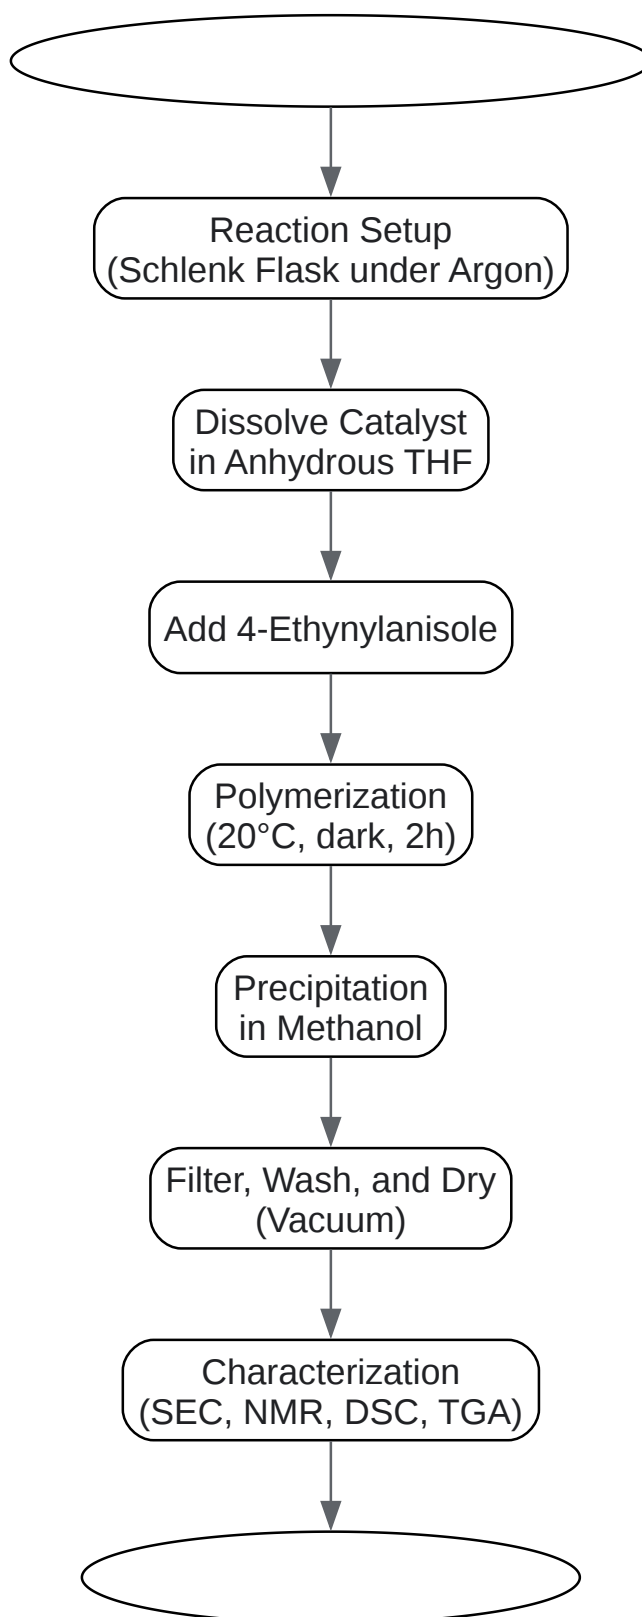 Reaction Setup
(Schlenk Flask under Argon)
Dissolve Catalyst
in Anhydrous THF
Add 4-Ethynylanisole
Polymerization
(20°C, dark, 2h)
Precipitation
in Methanol
Filter, Wash, and Dry
(Vacuum)
Characterization
(SEC, NMR, DSC, TGA)